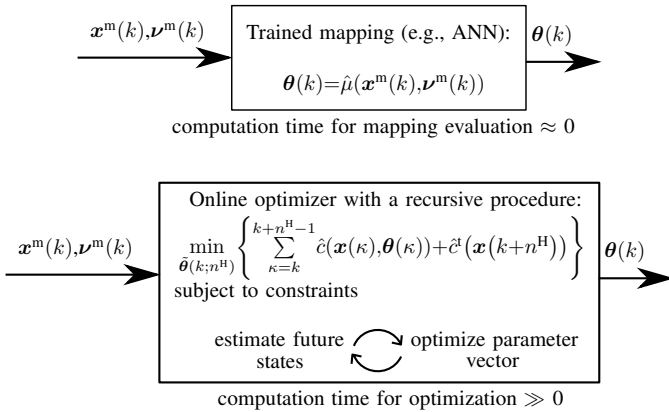 x^m(k),ν^m(k)
Trained mapping (e.g., ANN):
θ(k)
θ(k)=μ̂(x^m(k),ν^m(k))
computation time for mapping evaluation ≈ 0
Online optimizer with a recursive procedure:
x^m(k),ν^m(k)
min_{θ̃(k;n^H)} { ∑_{κ=k}^{k+n^H−1} ĉ(x(κ),θ(κ))+ĉ^t(x(k+n^H)) }
θ(k)
subject to constraints
estimate future states
optimize parameter vector
computation time for optimization ≫ 0